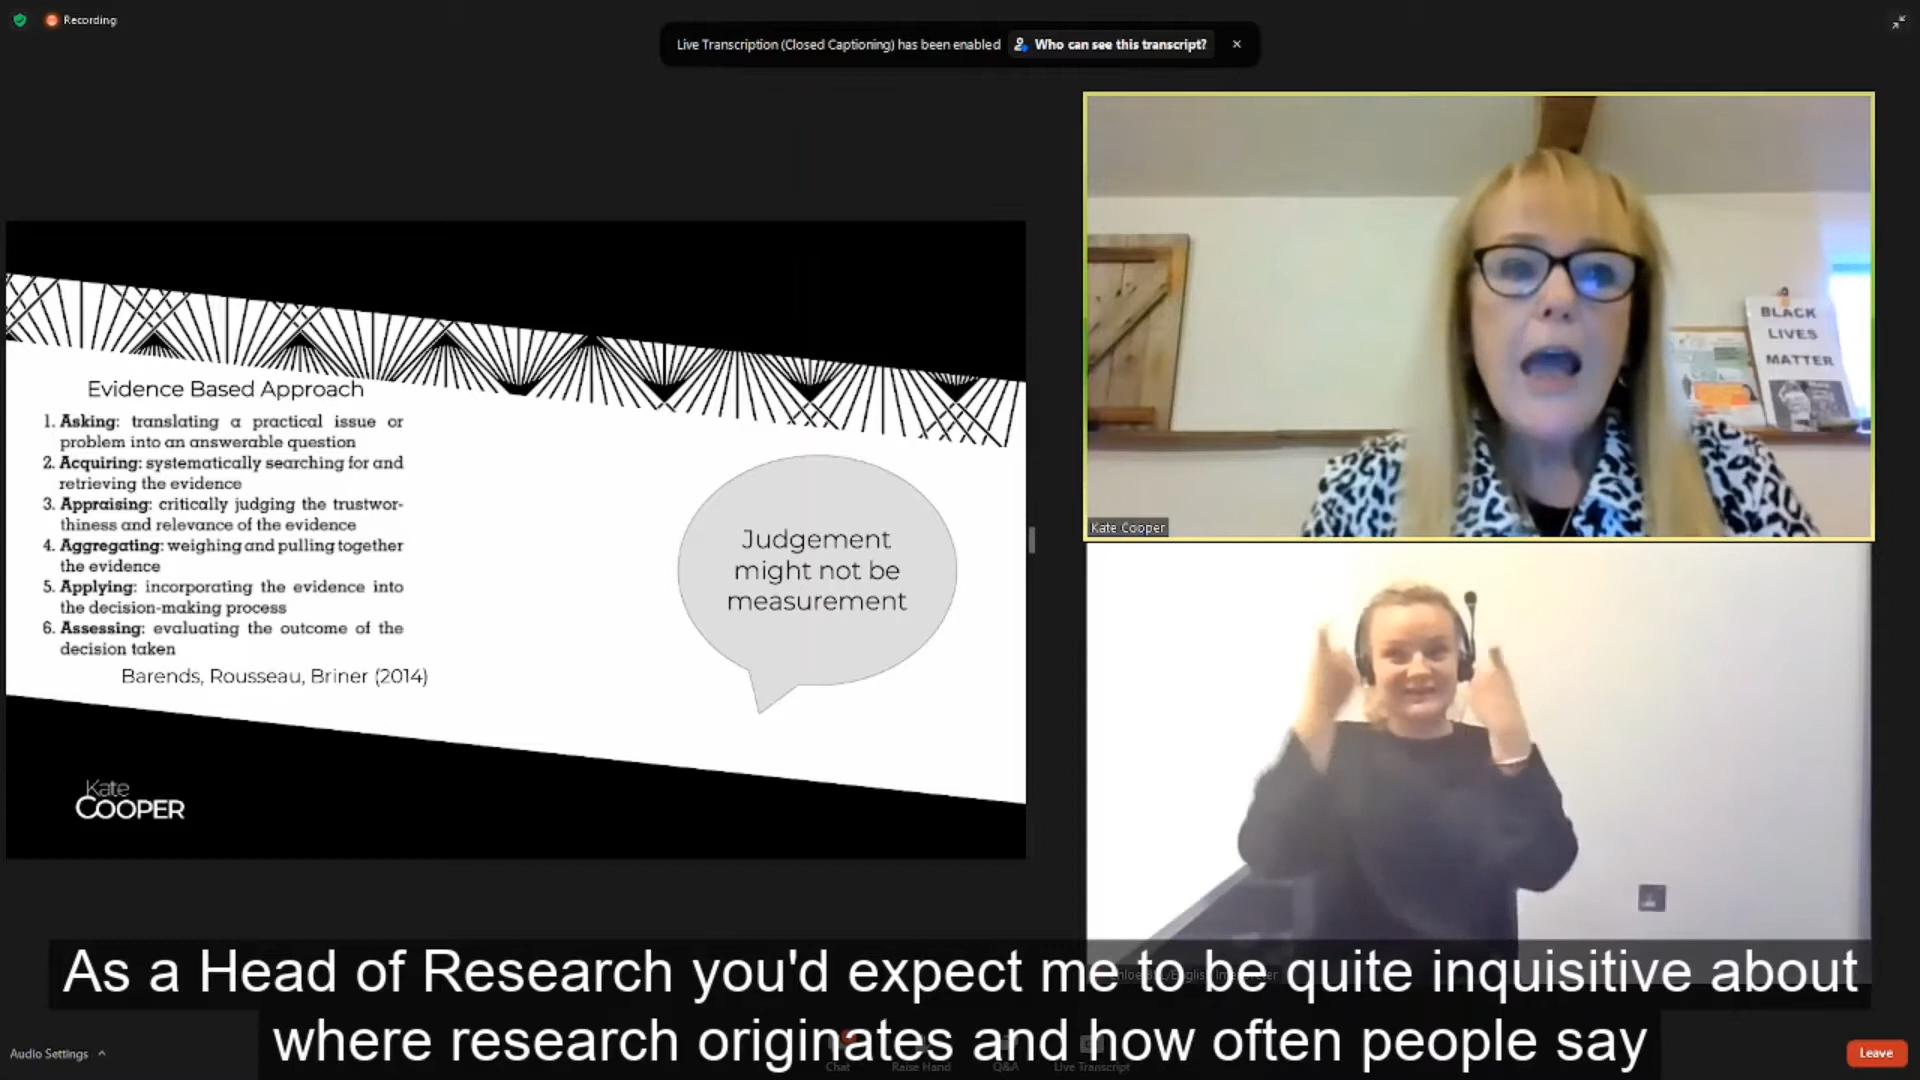 Recording
Live Transcription (Closed Captioning) has been enabled
Who can see this transcript?
Evidence Based Approach
1. Asking: translating a practical issue or
problem into an answerable question
2. Acquiring: systematically searching for and
retrieving the evidence
3. Appraising: critically judging the trustwor-
thiness and relevance of the evidence
4. Aggregating: weighing and pulling together
the evidence
5. Applying: incorporating the evidence into
the decision-making process
6. Assessing: evaluating the outcome of the
decision taken
Barends, Rousseau, Briner (2014)
Judgement
might not be
measurement
Kate
COOPER
BLACK
LIVES
MATTER
Kate Cooper
As a Head of Research you'd expect me to be quite inquisitive about
where research originates and how often people say
Audio Settings
Chat
Raise Hand
Q&A
Live Transcript
Leave